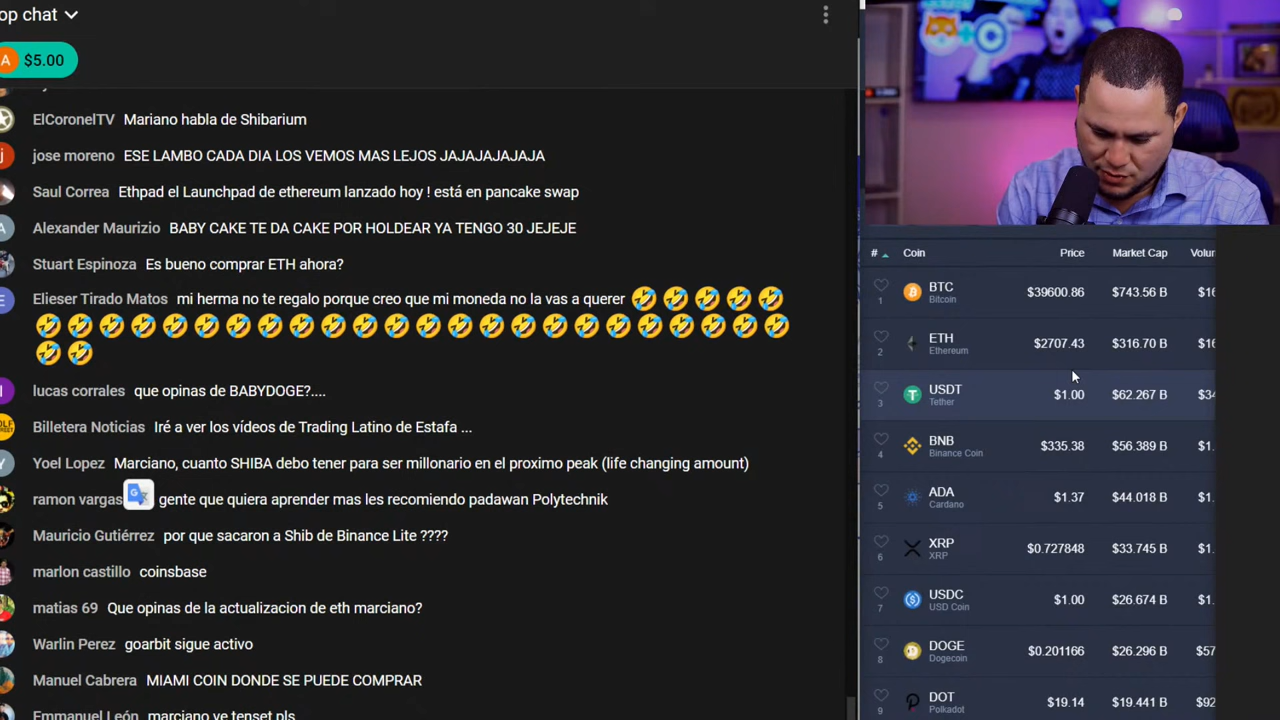 op chat
A $5.00
ElCoronelTV Mariano habla de Shibarium
j jose moreno ESE LAMBO CADA DIA LOS VEMOS MAS LEJOS JAJAJAJAJAJA
Saul Correa Ethpad el Launchpad de ethereum lanzado hoy ! está en pancake swap
A Alexander Maurizio BABY CAKE TE DA CAKE POR HOLDEAR YA TENGO 30 JEJEJE
Stuart Espinoza Es bueno comprar ETH ahora?
E Elieser Tirado Matos mi herma no te regalo porque creo que mi moneda no la vas a querer 🤣🤣🤣🤣🤣
🤣🤣🤣🤣🤣🤣🤣🤣🤣🤣🤣🤣🤣🤣🤣🤣🤣🤣🤣🤣🤣🤣🤣🤣
🤣🤣
l lucas corrales que opinas de BABYDOGE?....
Billetera Noticias Iré a ver los vídeos de Trading Latino de Estafa ...
Y Yoel Lopez Marciano, cuanto SHIBA debo tener para ser millonario en el proximo peak (life changing amount)
ramon vargas gente que quiera aprender mas les recomiendo padawan Polytechnik
Mauricio Gutiérrez por que sacaron a Shib de Binance Lite ????
marlon castillo coinsbase
matias 69 Que opinas de la actualizacion de eth marciano?
Warlin Perez goarbit sigue activo
Manuel Cabrera MIAMI COIN DONDE SE PUEDE COMPRAR
Emmanuel León marciano ve tenset pls
# Coin Price Market Cap Volum
1 BTC Bitcoin $39600.86 $743.56 B $16
2 ETH Ethereum $2707.43 $316.70 B $16
3 USDT Tether $1.00 $62.267 B $34
4 BNB Binance Coin $335.38 $56.389 B $1.
5 ADA Cardano $1.37 $44.018 B $1.
6 XRP XRP $0.727848 $33.745 B $1.
7 USDC USD Coin $1.00 $26.674 B $1.
8 DOGE Dogecoin $0.201166 $26.296 B $57
9 DOT Polkadot $19.14 $19.441 B $92